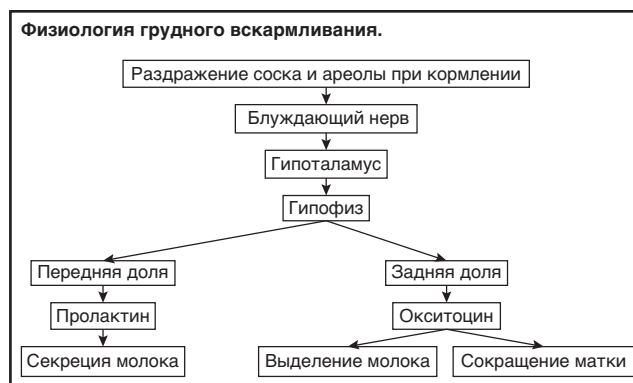 Физиология грудного вскармливания.
Раздражение соска и ареолы при кормлении
Блуждающий нерв
Гипоталамус
Гипофиз
Передняя доля
Задняя доля
Пролактин
Окситоцин
Секреция молока
Выделение молока
Сокращение матки